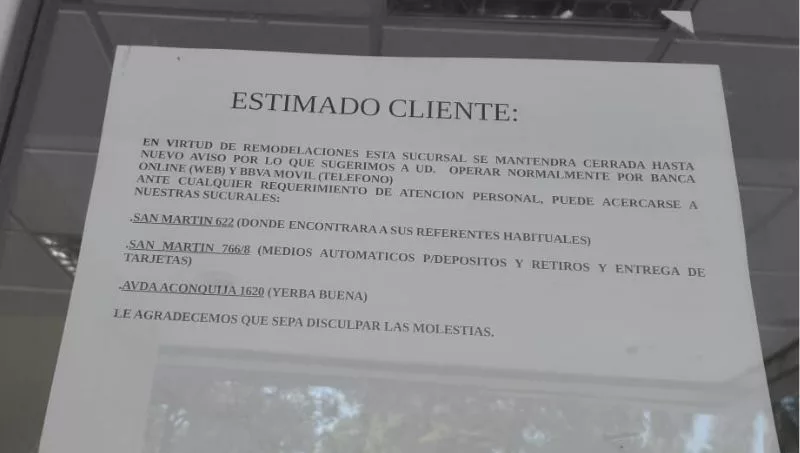 ESTIMADO CLIENTE:
EN VIRTUD DE REMODELACIONES ESTA SUCURSAL SE MANTENDRA CERRADA HASTA
NUEVO AVISO POR LO QUE SUGERIMOS A UD. OPERAR NORMALMENTE POR BANCA
ONLINE (WEB) Y BBVA MOVIL (TELEFONO)
ANTE CUALQUIER REQUERIMIENTO DE ATENCION PERSONAL, PUEDE ACERCARSE A
NUESTRAS SUCURALES:
.SAN MARTIN 622 (DONDE ENCONTRARA A SUS REFERENTES HABITUALES)
.SAN MARTIN 766/8 (MEDIOS AUTOMATICOS P/DEPOSITOS Y RETIROS Y ENTREGA DE
TARJETAS)
.AVDA ACONQUIJA 1620 (YERBA BUENA)
LE AGRADECEMOS QUE SEPA DISCULPAR LAS MOLESTIAS.